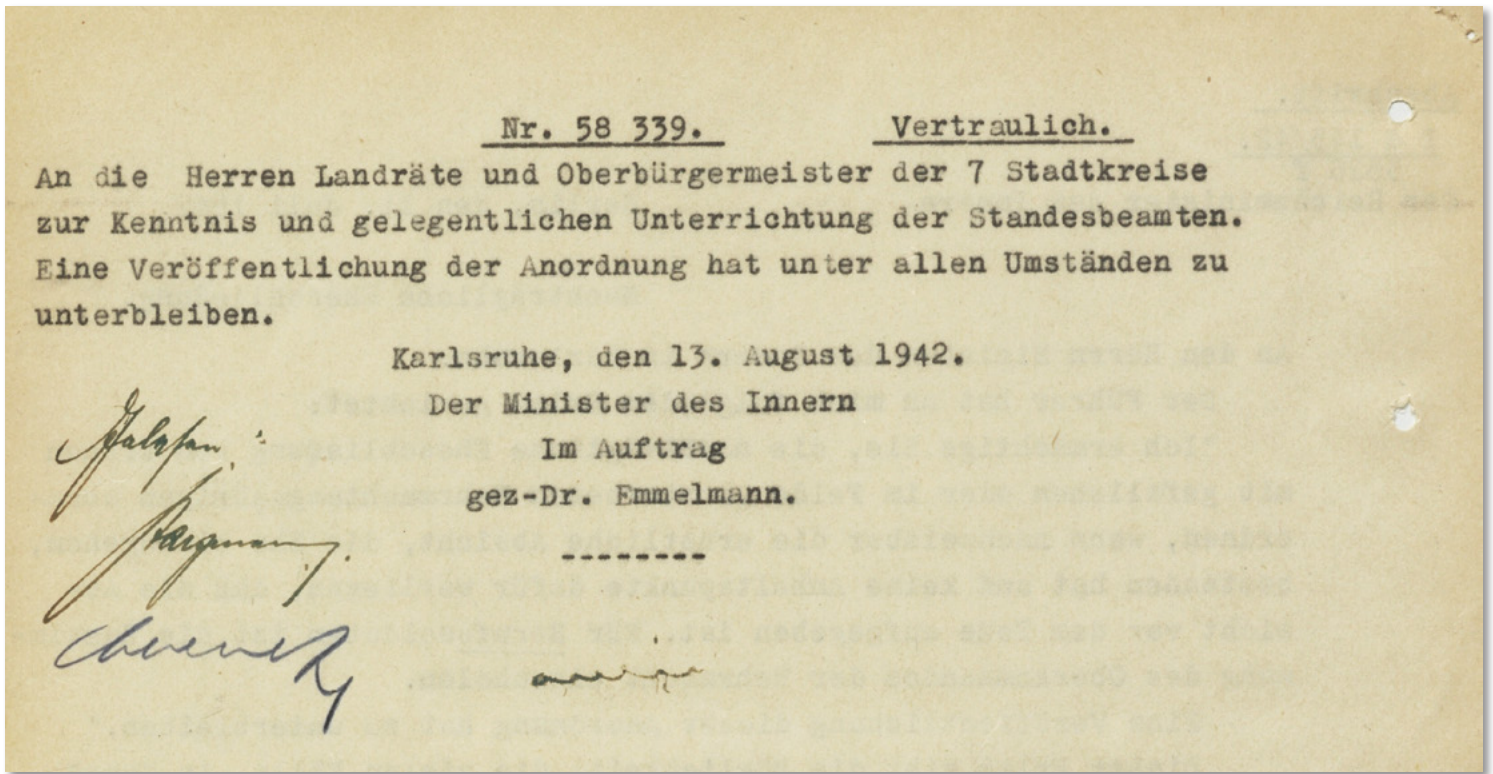 Nr. 58 339. Vertraulich.
An die Herren Landräte und Oberbürgermeister der 7 Stadtkreise
zur Kenntnis und gelegentlichen Unterrichtung der Standesbeamten.
Eine Veröffentlichung der Anordnung hat unter allen Umständen zu
unterbleiben.
Karlsruhe, den 13. August 1942.
Der Minister des Innern
Im Auftrag
gez-Dr. Emmelmann.
--------